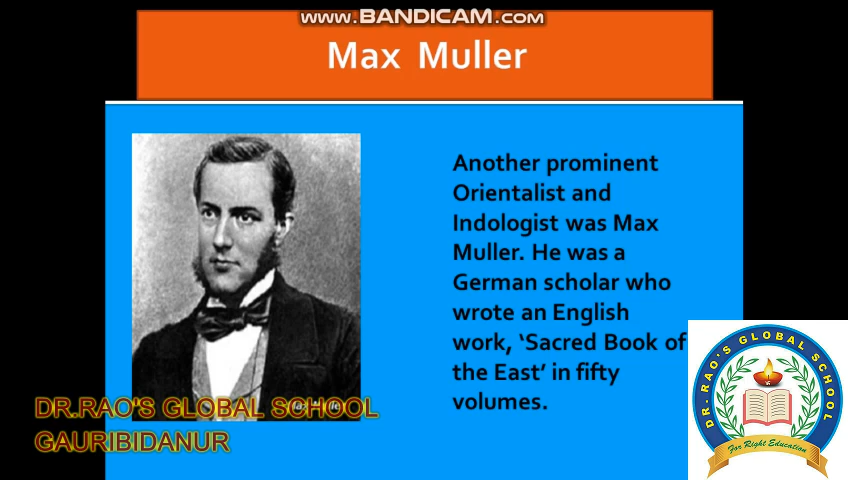 www.BANDICAM.com
Max Muller
Another prominent
Orientalist and
Indologist was Max
Muller. He was a
German scholar who
wrote an English
work, ‘Sacred Book of
the East’ in fifty
volumes.
Max Muller
DR.RAO'S GLOBAL SCHOOL
GAURIBIDANUR
DR. RAO'S GLOBAL SCHOOL
For Right Education